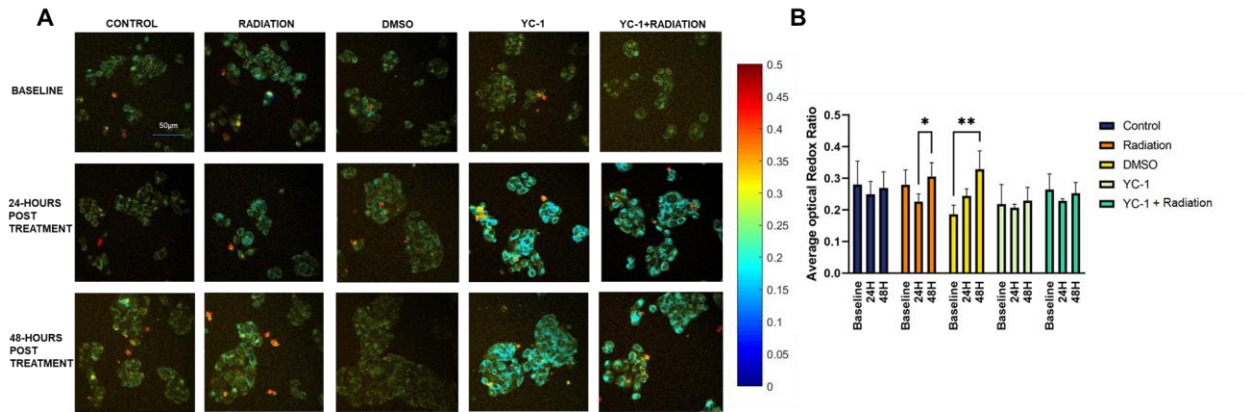 A
CONTROL
RADIATION
DMSO
YC-1
YC-1+RADIATION
BASELINE
50µm
24-HOURS
POST
TREATMENT
48-HOURS
POST
TREATMENT
0.5
0.45
0.4
0.35
0.3
0.25
0.2
0.15
0.1
0.05
0
B
Average optical Redox Ratio
0.5
0.4
0.3
0.2
0.1
0.0
*
**
Baseline
24H
48H
Baseline
24H
48H
Baseline
24H
48H
Baseline
24H
48H
Baseline
24H
48H
Control
Radiation
DMSO
YC-1
YC-1 + Radiation